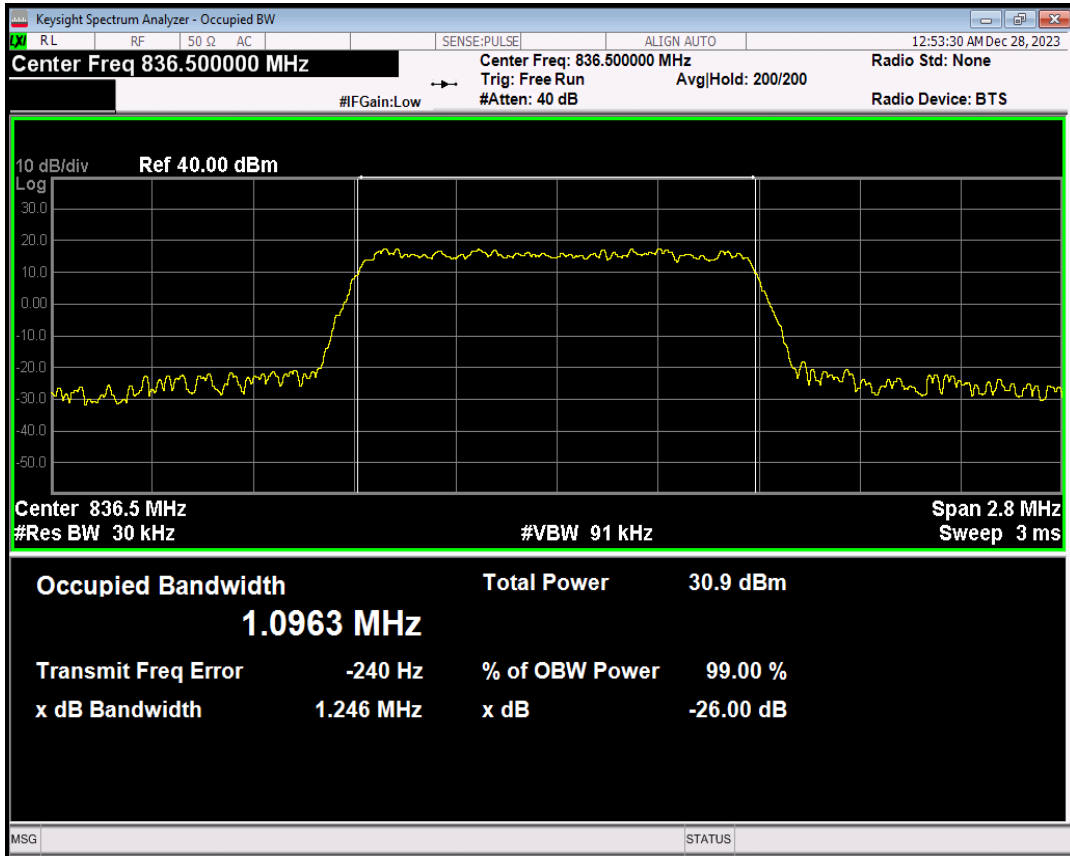 Keysight Spectrum Analyzer - Occupied BW
LXI RL RF 50 Ω AC SENSE:PULSE ALIGN AUTO 12:53:30 AM Dec 28, 2023
Center Freq 836.500000 MHz Center Freq: 836.500000 MHz Radio Std: None
Trig: Free Run Avg|Hold: 200/200
#IFGain:Low #Atten: 40 dB Radio Device: BTS
10 dB/div Ref 40.00 dBm
Log
30.0
20.0
10.0
0.00
-10.0
-20.0
-30.0
-40.0
-50.0
Center 836.5 MHz Span 2.8 MHz
#Res BW 30 kHz #VBW 91 kHz Sweep 3 ms
Occupied Bandwidth Total Power 30.9 dBm
1.0963 MHz
Transmit Freq Error -240 Hz % of OBW Power 99.00 %
x dB Bandwidth 1.246 MHz x dB -26.00 dB
MSG STATUS